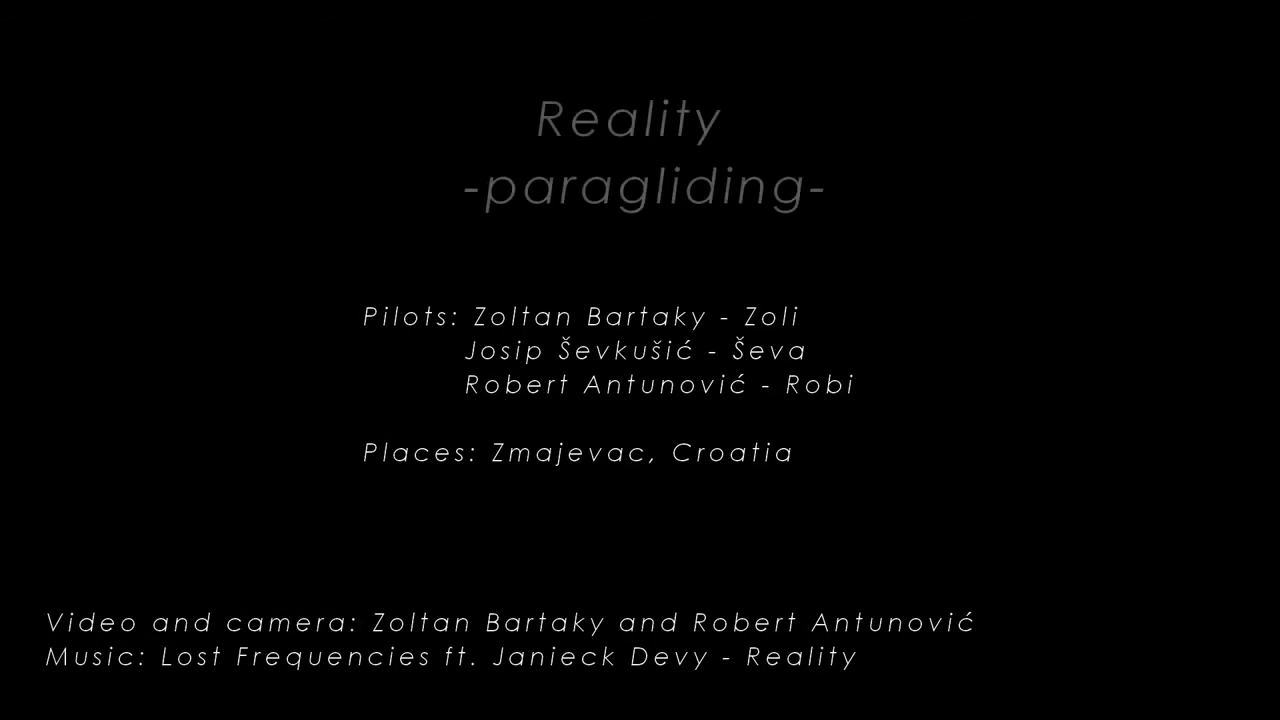 Reality
-paragliding-
Pilots: Zoltan Bartaky - Zoli
Josip Ševkušić - Ševa
Robert Antunović - Robi
Places: Zmajevac, Croatia
Video and camera: Zoltan Bartaky and Robert Antunović
Music: Lost Frequencies ft. Janieck Devy - Reality